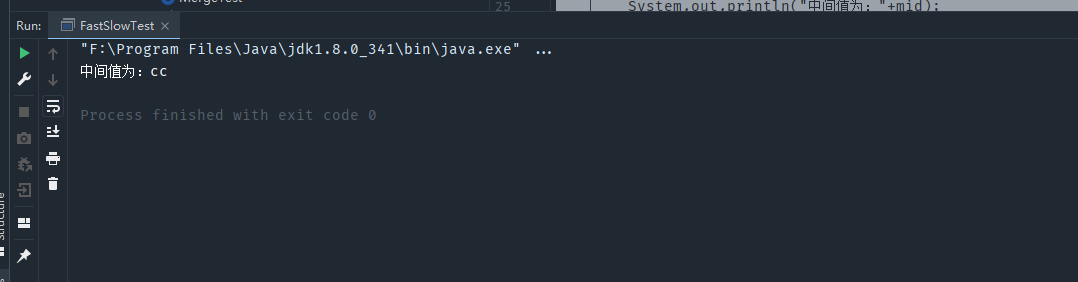 MergeTest
25
System.out.println("中间值为："+mid);
Run:
FastSlowTest
"F:\Program Files\Java\jdk1.8.0_341\bin\java.exe" ...
中间值为：cc
Process finished with exit code 0
Structure